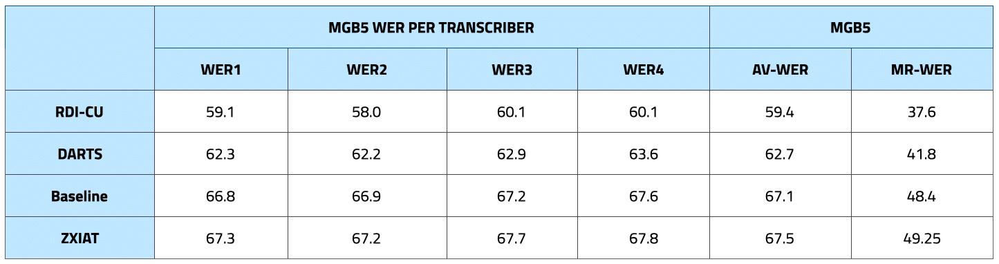 MGB5 WER PER TRANSCRIBER MGB5
WER1 WER2 WER3 WER4 AV-WER MR-WER
RDI-CU 59.1 58.0 60.1 60.1 59.4 37.6
DARTS 62.3 62.2 62.9 63.6 62.7 41.8
Baseline 66.8 66.9 67.2 67.6 67.1 48.4
ZXIAT 67.3 67.2 67.7 67.8 67.5 49.25